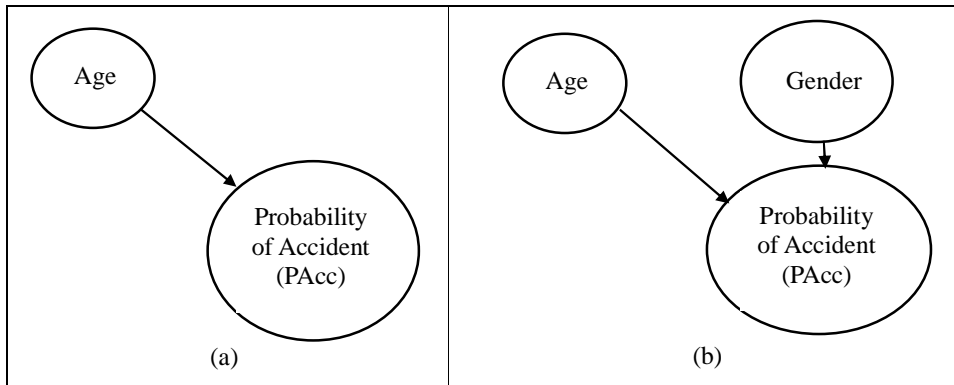 Age
Probability
of Accident
(PAcc)
(a)
Age
Gender
Probability
of Accident
(PAcc)
(b)